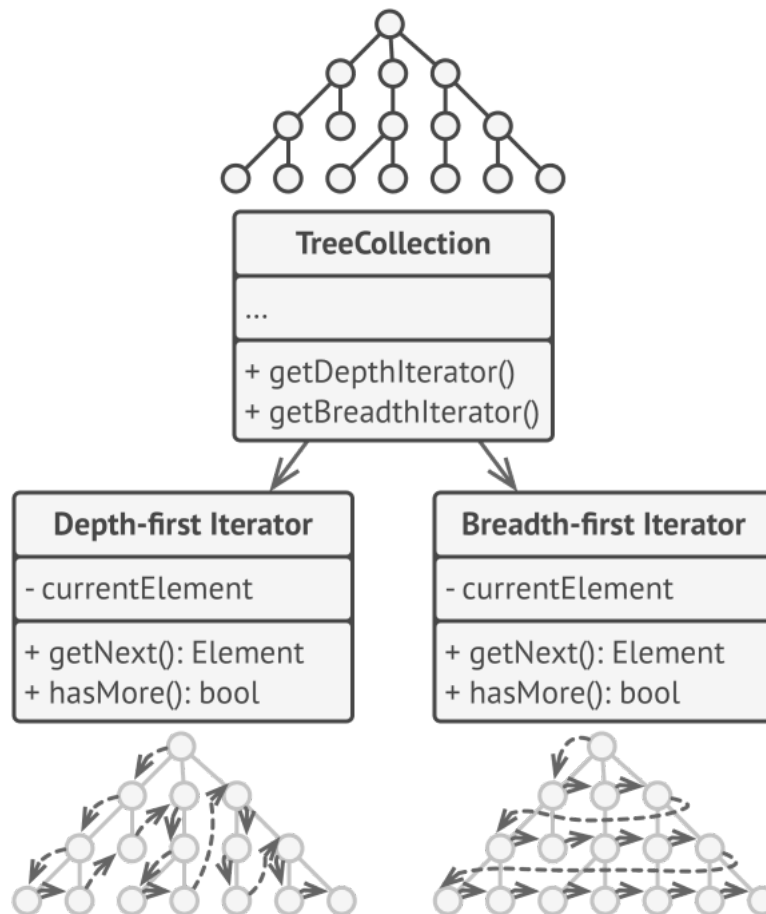 TreeCollection
...
+ getDepthIterator()
+ getBreadthIterator()
Depth-first Iterator
- currentElement
+ getNext(): Element
+ hasMore(): bool
Breadth-first Iterator
- currentElement
+ getNext(): Element
+ hasMore(): bool